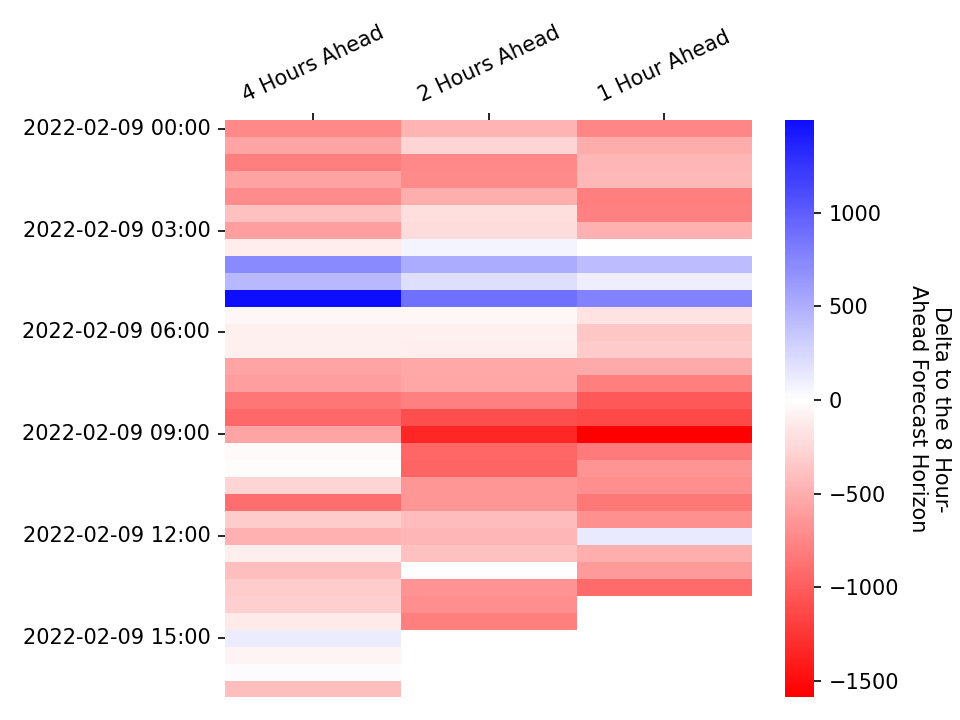 4 Hours Ahead
2 Hours Ahead
1 Hour Ahead
2022-02-09 00:00
2022-02-09 03:00
2022-02-09 06:00
2022-02-09 09:00
2022-02-09 12:00
2022-02-09 15:00
1000
500
0
−500
−1000
−1500
Delta to the 8 Hour-
Ahead Forecast Horizon